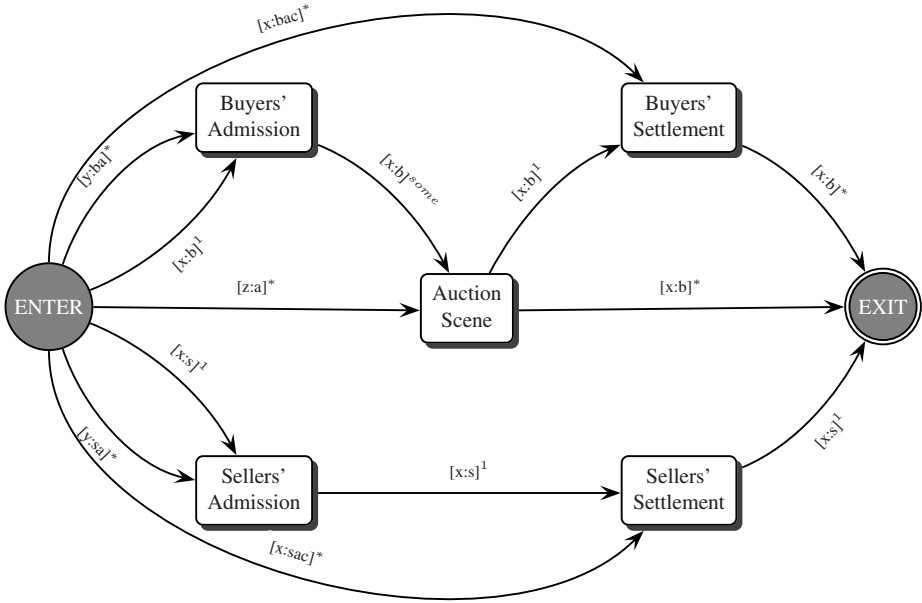 [x:bac]*
Buyers’
Admission
Buyers’
Settlement
[y:ba]*
[x:b]some
[x:b]1
[x:b]*
[x:b]1
ENTER
[z:a]*
Auction
Scene
[x:b]*
EXIT
[x:s]1
[y:sa]*
[x:s]1
Sellers’
Admission
[x:s]1
Sellers’
Settlement
[x:sac]*